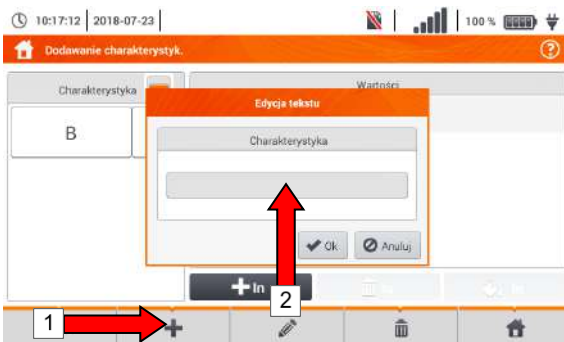 10:17:12 2018-07-23 100 %
Dodawanie charakterystyk.
Charakterystyka Wartości
Edycja tekstu
B Charakterystyka
Ok Anuluj
In
2
1